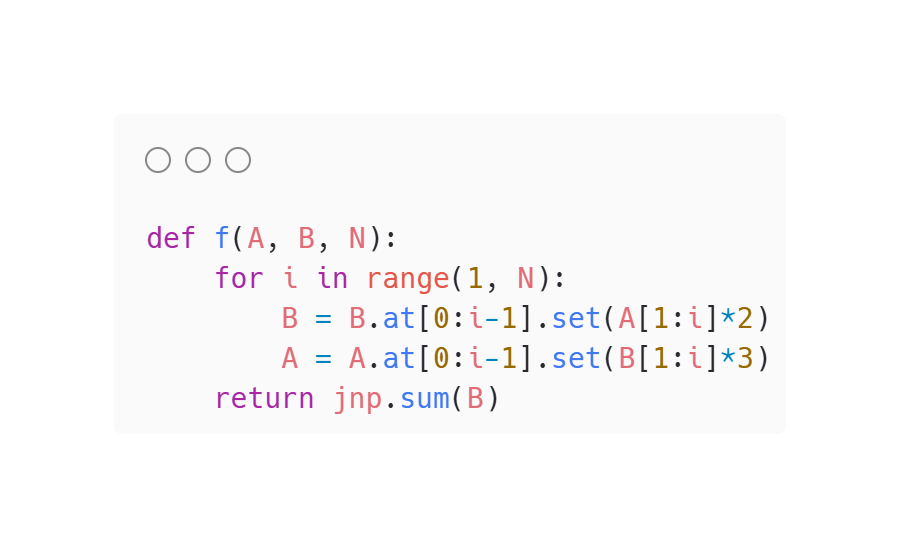 def f(A, B, N):
    for i in range(1, N):
        B = B.at[0:i-1].set(A[1:i]*2)
        A = A.at[0:i-1].set(B[1:i]*3)
    return jnp.sum(B)